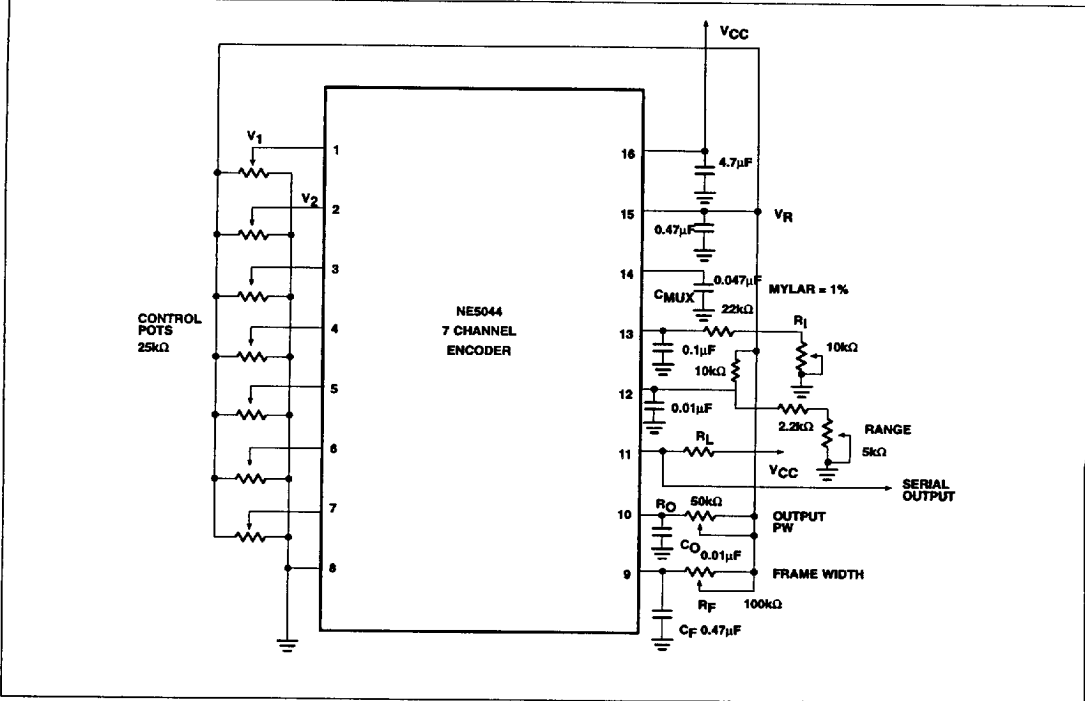 VCC
V1
1
16
4.7µF
V2
2
15
VR
0.47µF
3
14
0.047µF
CMUX
MYLAR = 1%
22kΩ
NE5044
7 CHANNEL
ENCODER
CONTROL
POTS
25kΩ
4
13
RI
0.1µF
10kΩ
10kΩ
5
12
0.01µF
2.2kΩ
RANGE
5kΩ
6
11
RL
VCC
SERIAL
OUTPUT
7
10
RO
50kΩ
OUTPUT
PW
CO
0.01µF
8
9
FRAME WIDTH
RF
100kΩ
CF 0.47µF